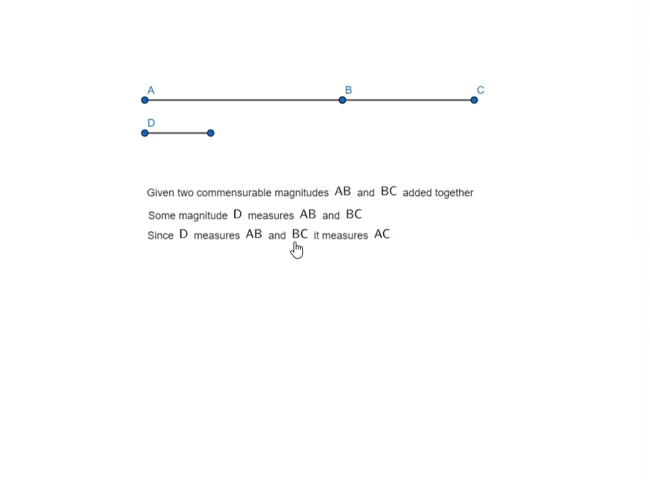 A B C
D
Given two commensurable magnitudes AB and BC added together
Some magnitude D measures AB and BC
Since D measures AB and BC it measures AC